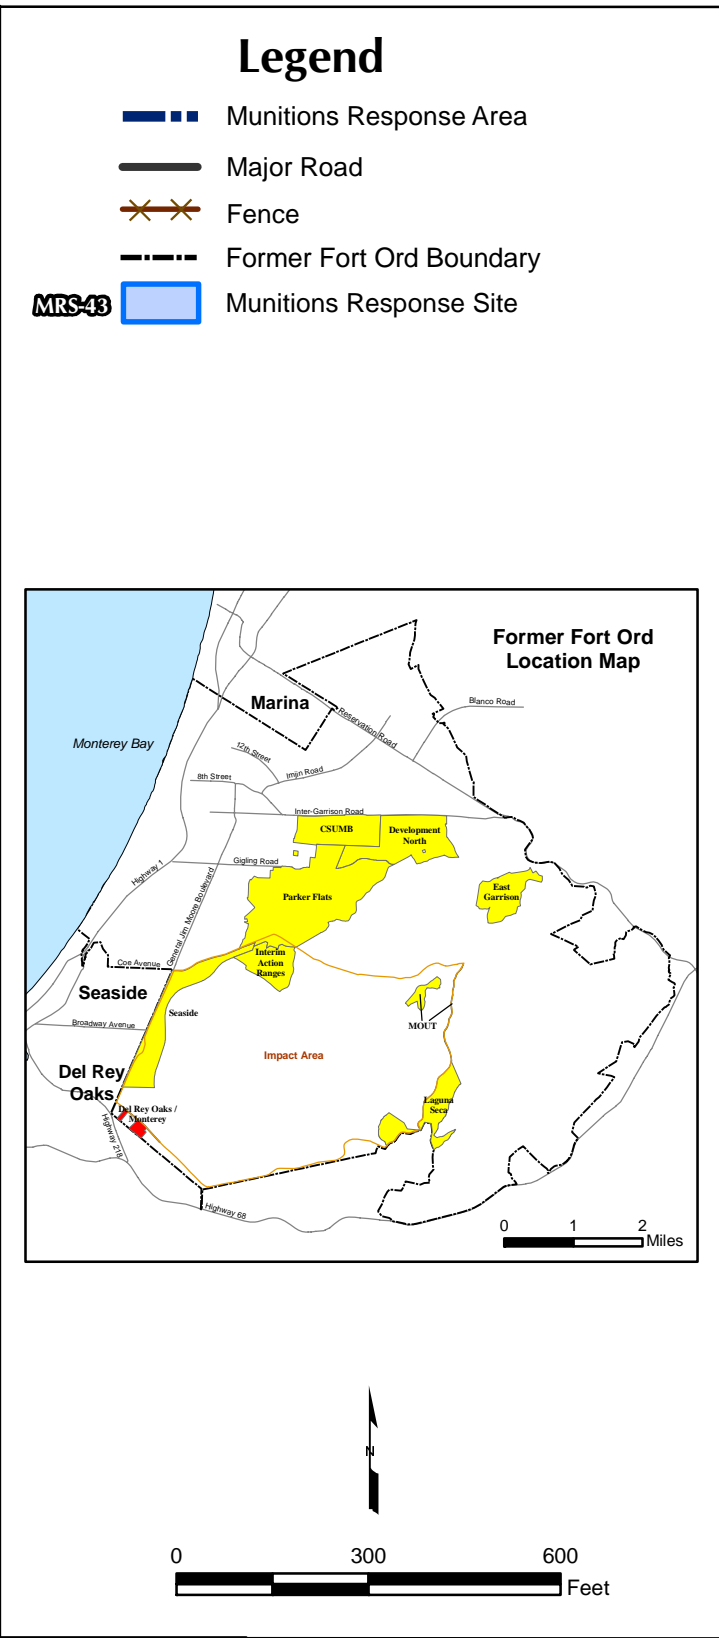 Legend
Munitions Response Area
Major Road
Fence
Former Fort Ord Boundary
MRS-43
Munitions Response Site
Former Fort Ord
Location Map
Marina
Blanco Road
Reservation Road
Monterey Bay
12th Street
Imjin Road
8th Street
Inter-Garrison Road
CSUMB
Development
North
Gigling Road
Highway 1
General Jim Moore Boulevard
Parker Flats
East
Garrison
Interim
Action
Ranges
Coe Avenue
Seaside
Seaside
Broadway Avenue
MOUT
Impact Area
Del Rey
Oaks
Del Rey Oaks /
Monterey
Laguna
Seca
Highway 218
Highway 68
0 1 2
Miles
N
0 300 600
Feet